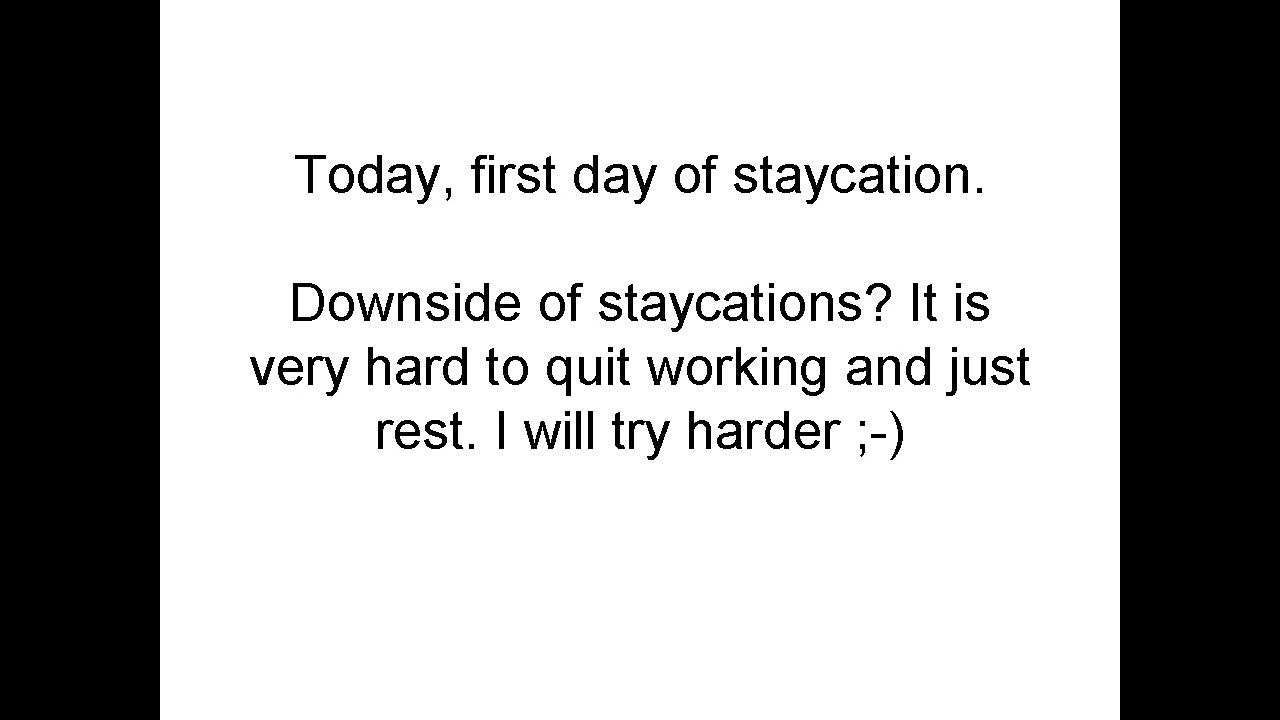 Today, first day of staycation.
Downside of staycations? It is
very hard to quit working and just
rest. I will try harder ;-)